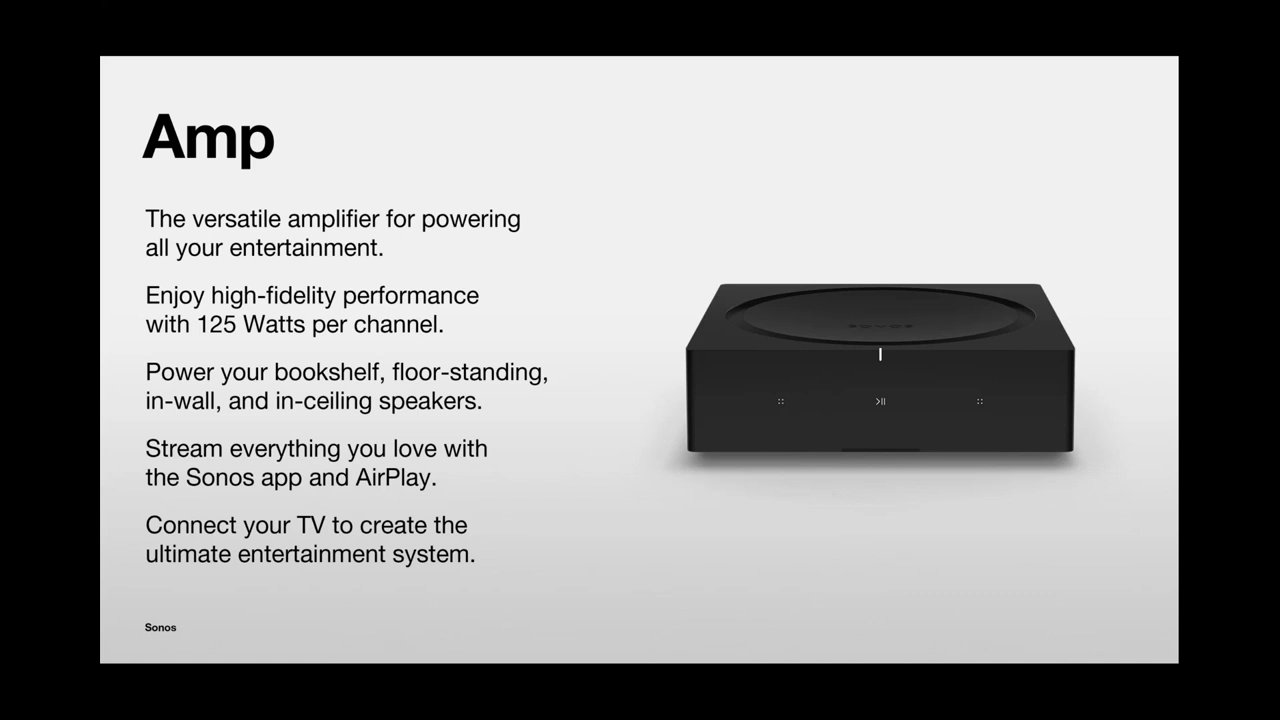 Amp
The versatile amplifier for powering
all your entertainment.
Enjoy high-fidelity performance
with 125 Watts per channel.
Power your bookshelf, floor-standing,
in-wall, and in-ceiling speakers.
Stream everything you love with
the Sonos app and AirPlay.
Connect your TV to create the
ultimate entertainment system.
SONOS
Sonos